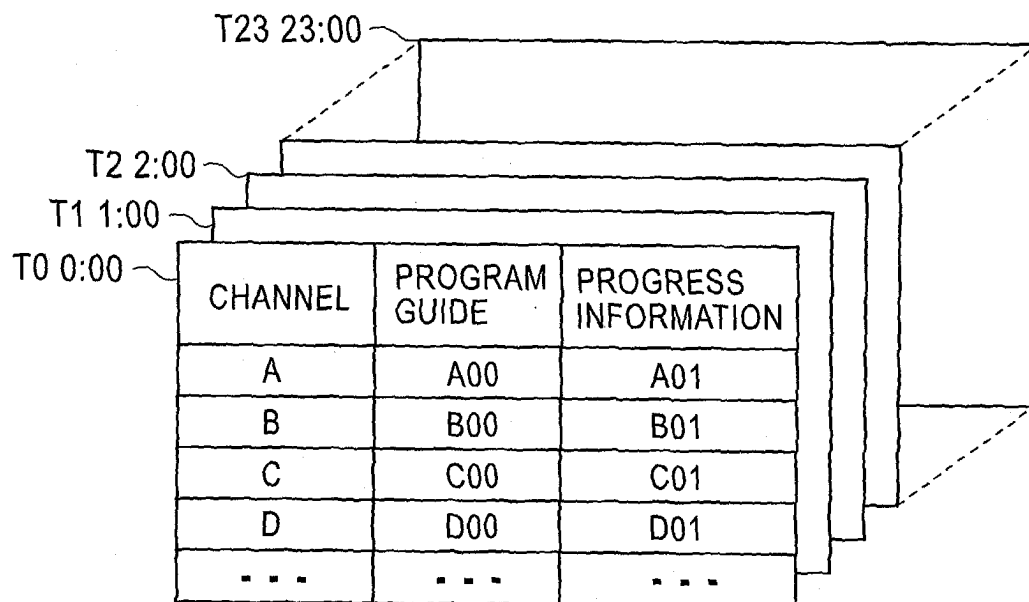 T23 23:00
T2 2:00
T1 1:00
T0 0:00
CHANNEL
PROGRAM
GUIDE
PROGRESS
INFORMATION
A A00 A01
B B00 B01
C C00 C01
D D00 D01
... ... ...